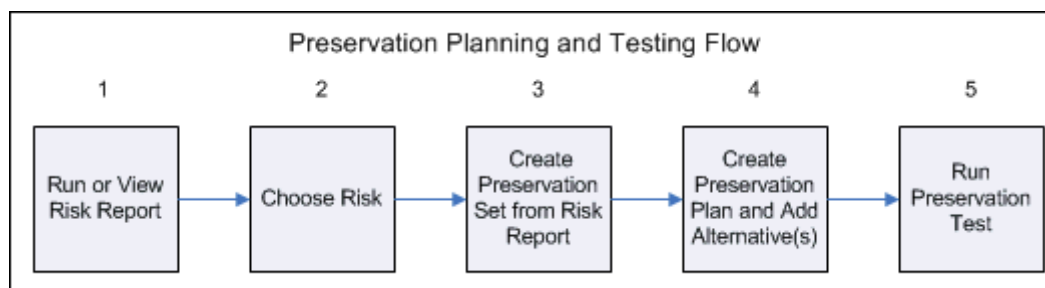 Preservation Planning and Testing Flow
1
2
3
4
5
Run or View
Risk Report
Choose Risk
Create
Preservation
Set from Risk
Report
Create
Preservation
Plan and Add
Alternative(s)
Run
Preservation
Test